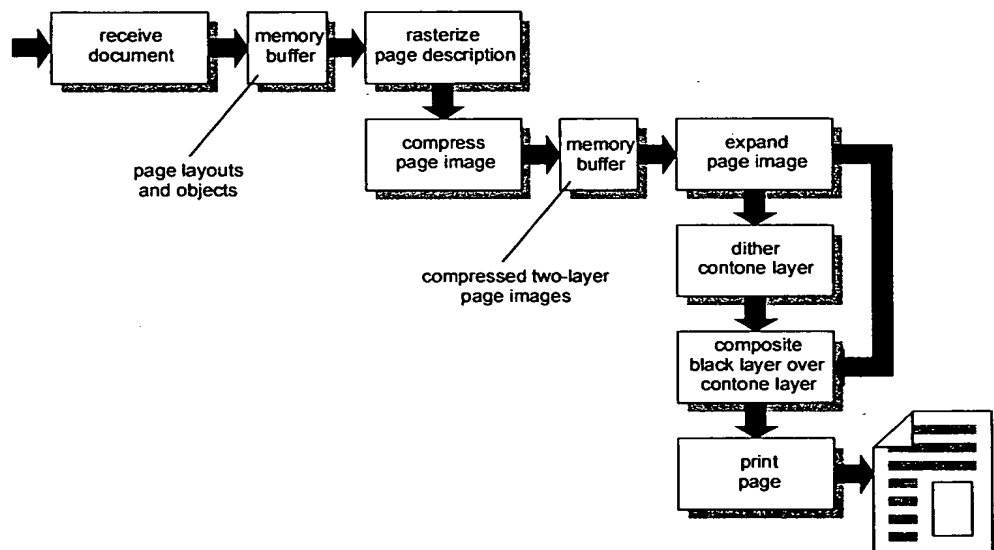 receive
document
memory
buffer
rasterize
page description
page layouts
and objects
compress
page image
memory
buffer
expand
page image
compressed two-layer
page images
dither
contone layer
composite
black layer over
contone layer
print
page